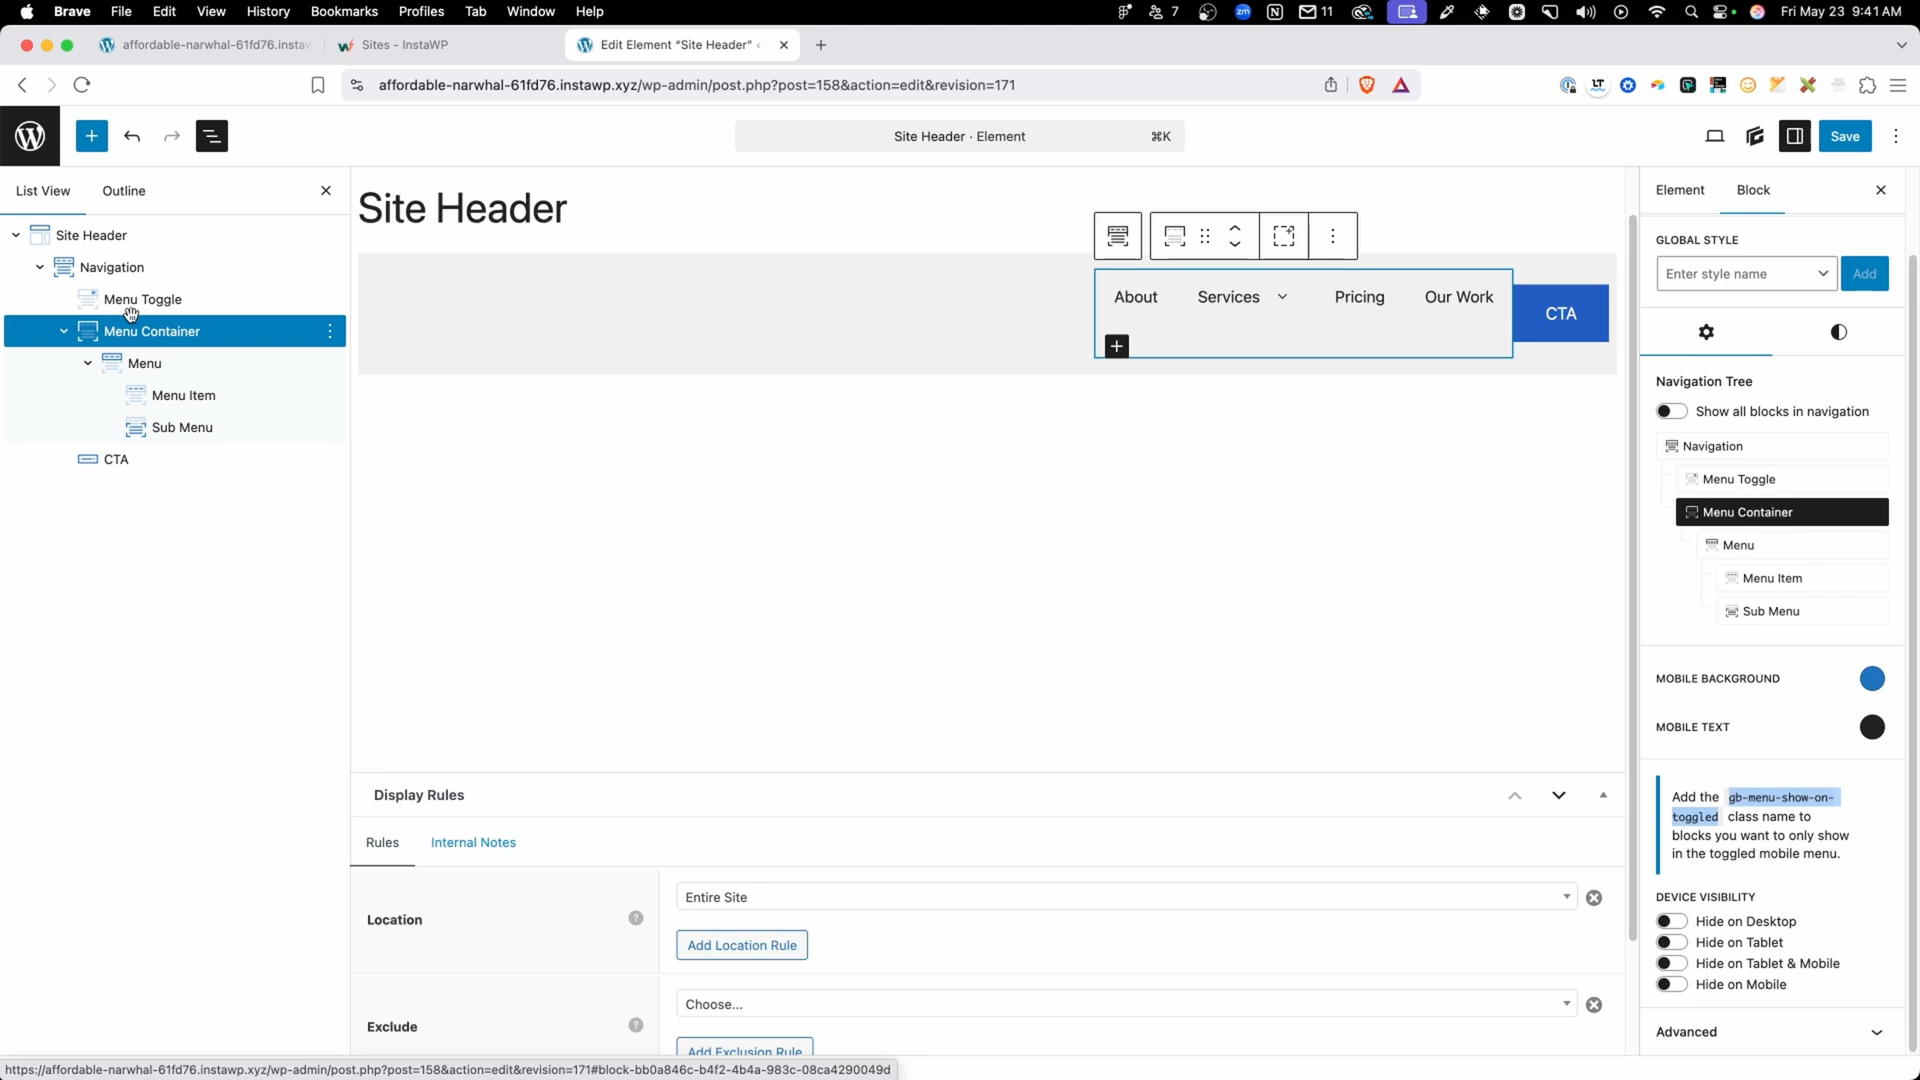 Brave File Edit View History Bookmarks Profiles Tab Window Help
7
zm
11
Fri May 23 9:41 AM
affordable-narwhal-61fd76.instaw
Sites - InstaWP
Edit Element "Site Header" ‹
affordable-narwhal-61fd76.instawp.xyz/wp-admin/post.php?post=158&action=edit&revision=171
LT
Site Header · Element
⌘K
Save
List View
Outline
Site Header
Navigation
Menu Toggle
Menu Container
Menu
Menu Item
Sub Menu
CTA
Site Header
About
Services
Pricing
Our Work
CTA
Display Rules
Rules
Internal Notes
Location
Entire Site
Add Location Rule
Exclude
Choose...
Add Exclusion Rule
Element
Block
GLOBAL STYLE
Enter style name
Add
Navigation Tree
Show all blocks in navigation
Navigation
Menu Toggle
Menu Container
Menu
Menu Item
Sub Menu
MOBILE BACKGROUND
MOBILE TEXT
Add the gb-menu-show-on-
toggled class name to
blocks you want to only show
in the toggled mobile menu.
DEVICE VISIBILITY
Hide on Desktop
Hide on Tablet
Hide on Tablet & Mobile
Hide on Mobile
Advanced
https://affordable-narwhal-61fd76.instawp.xyz/wp-admin/post.php?post=158&action=edit&revision=171#block-bb0a846c-b4f2-4b4a-983c-08ca4290049d